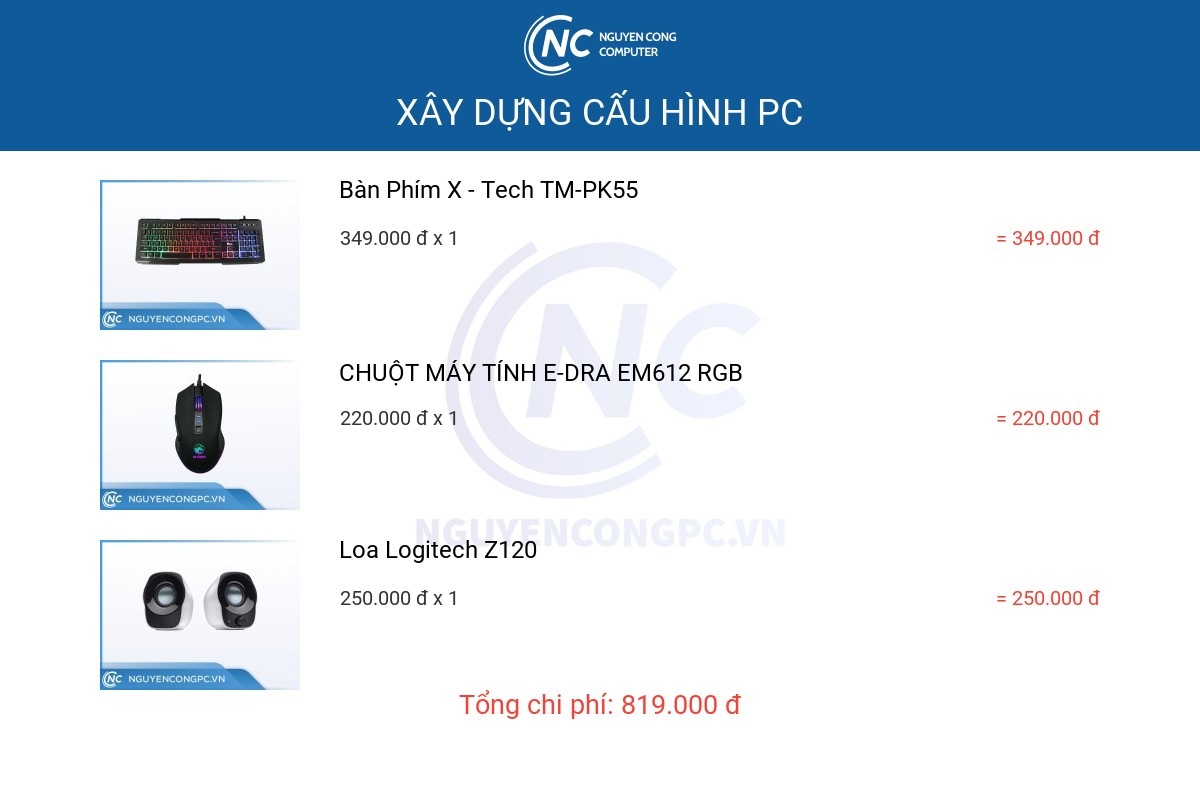 NC NGUYEN CONG
COMPUTER
XÂY DỰNG CẤU HÌNH PC
Bàn Phím X - Tech TM-PK55
349.000 đ x 1
= 349.000 đ
NC NGUYENCONGPC.VN
CHUỘT MÁY TÍNH E-DRA EM612 RGB
220.000 đ x 1
= 220.000 đ
NC NGUYENCONGPC.VN
NC
NGUYENCONGPC.VN
Loa Logitech Z120
250.000 đ x 1
= 250.000 đ
NC NGUYENCONGPC.VN
Tổng chi phí: 819.000 đ